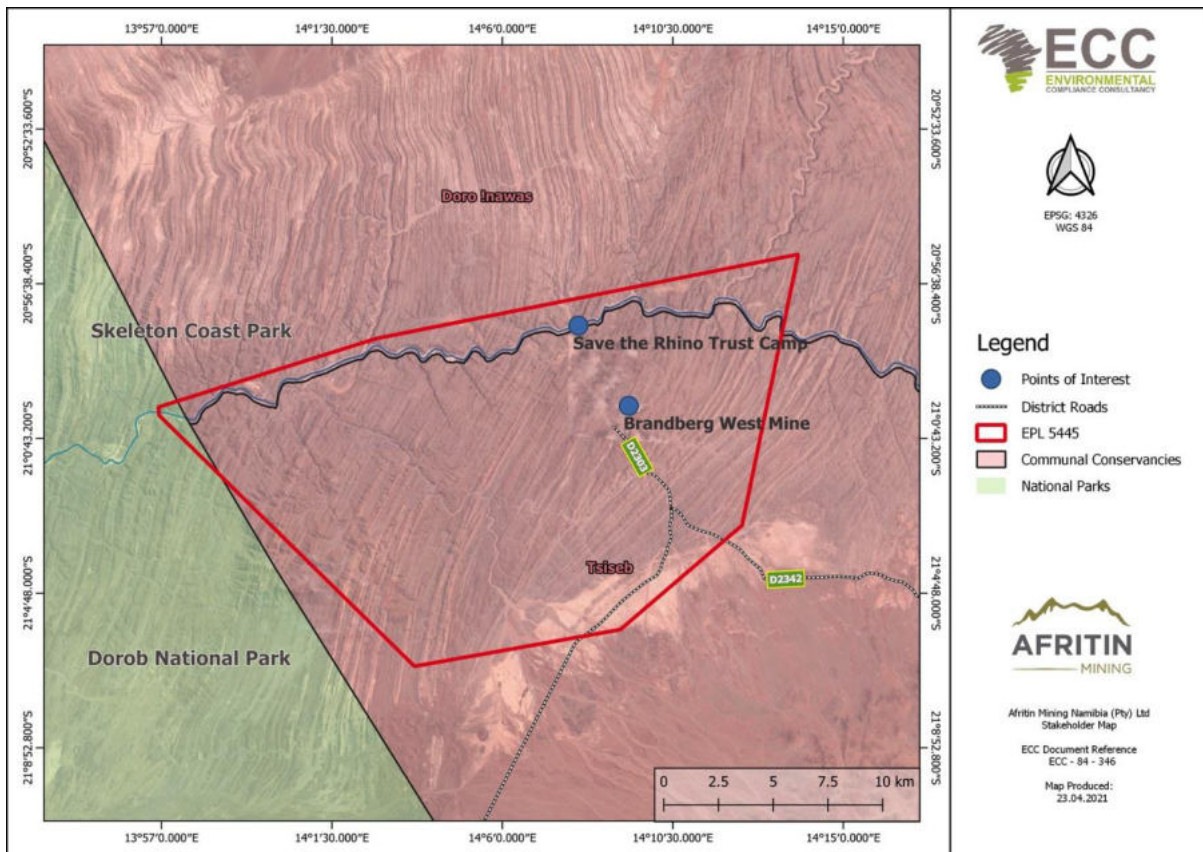 13°57'0.000"E
14°1'30.000"E
14°6'0.000"E
14°10'30.000"E
14°15'0.000"E
20°52'33.600"S
20°52'33.600"S
Doro !nawas
20°56'38.400"S
20°56'38.400"S
Skeleton Coast Park
Save the Rhino Trust Camp
Brandberg West Mine
21°0'43.200"S
21°0'43.200"S
D2303
Tsiseb
D2342
21°4'48.000"S
21°4'48.000"S
Dorob National Park
21°8'52.800"S
21°8'52.800"S
0 2.5 5 7.5 10 km
13°57'0.000"E
14°1'30.000"E
14°6'0.000"E
14°10'30.000"E
14°15'0.000"E
ECC
ENVIRONMENTAL
COMPLIANCE CONSULTANCY
EPSG: 4326
WGS 84
Legend
Points of Interest
District Roads
EPL 5445
Communal Conservancies
National Parks
AFRITIN
MINING
Afritin Mining Namibia (Pty) Ltd
Stakeholder Map
ECC Document Reference
ECC - 84 - 346
Map Produced:
23.04.2021